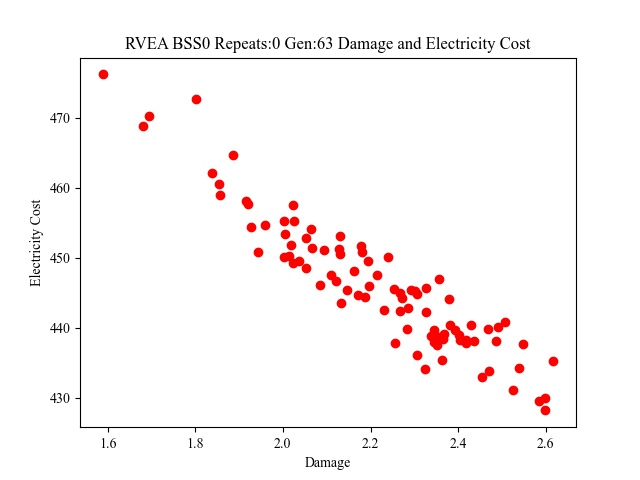 RVEA BSS0 Repeats:0 Gen:63 Damage and Electricity Cost
470
460
450
440
430
Electricity Cost
1.6 1.8 2.0 2.2 2.4 2.6
Damage